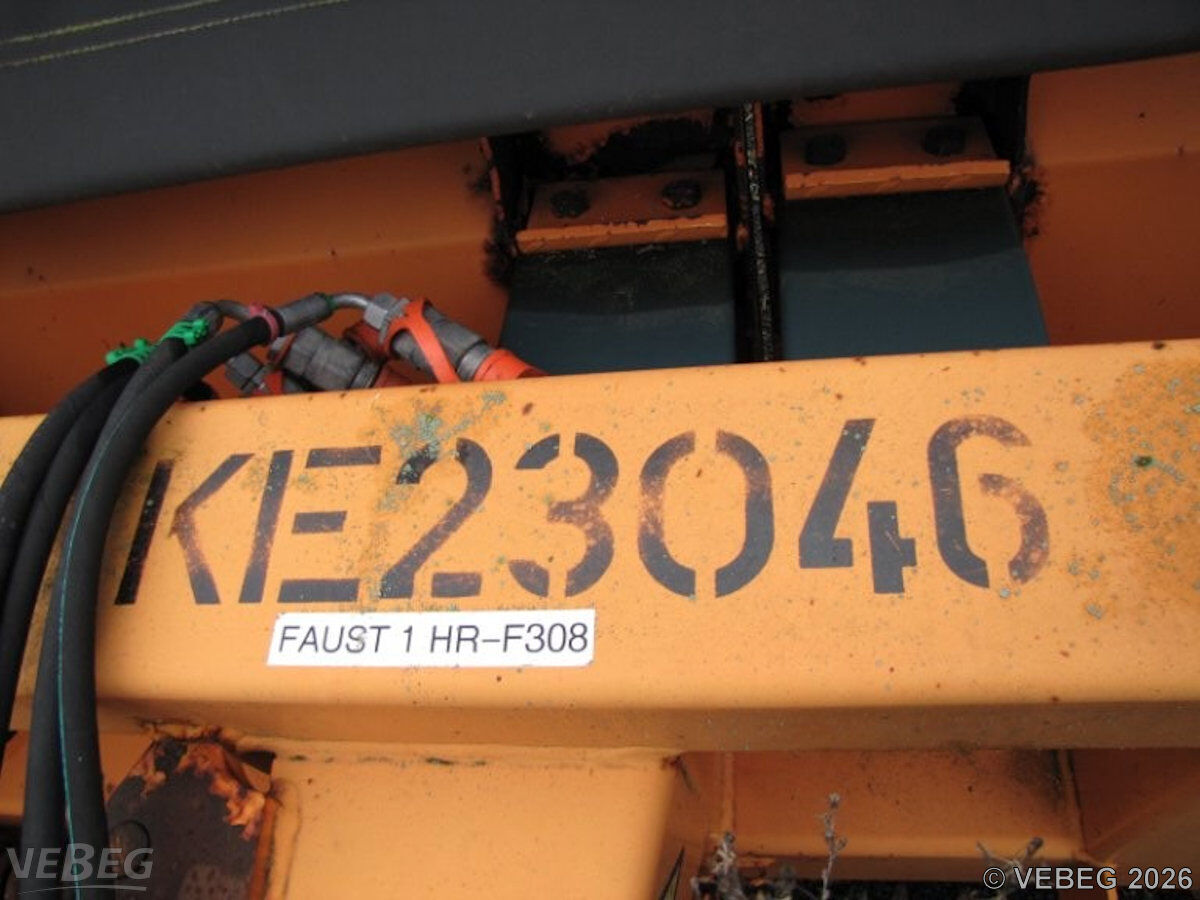 KE23046
FAUST 1 HR-F308
VEBEG
© VEBEG 2026